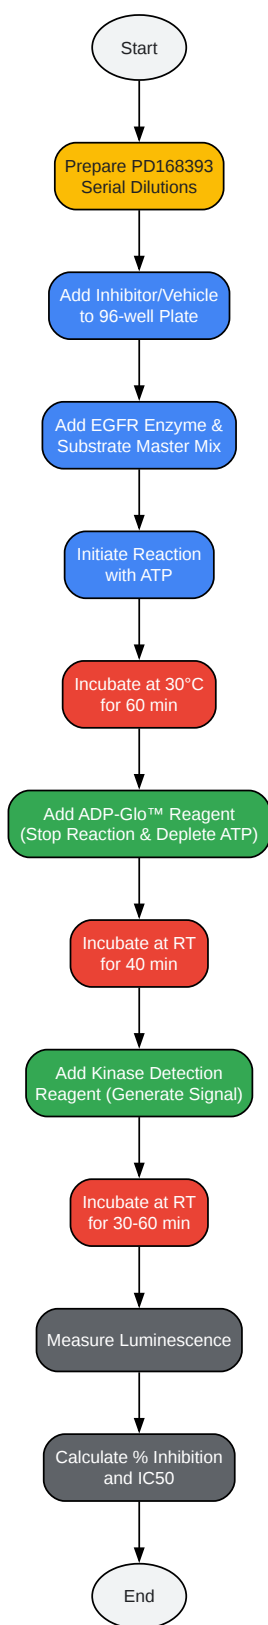 Start
Prepare PD168393
Serial Dilutions
Add Inhibitor/Vehicle
to 96-well Plate
Add EGFR Enzyme &
Substrate Master Mix
Initiate Reaction
with ATP
Incubate at 30°C
for 60 min
Add ADP-Glo™ Reagent
(Stop Reaction & Deplete ATP)
Incubate at RT
for 40 min
Add Kinase Detection
Reagent (Generate Signal)
Incubate at RT
for 30-60 min
Measure Luminescence
Calculate % Inhibition
and IC50
End